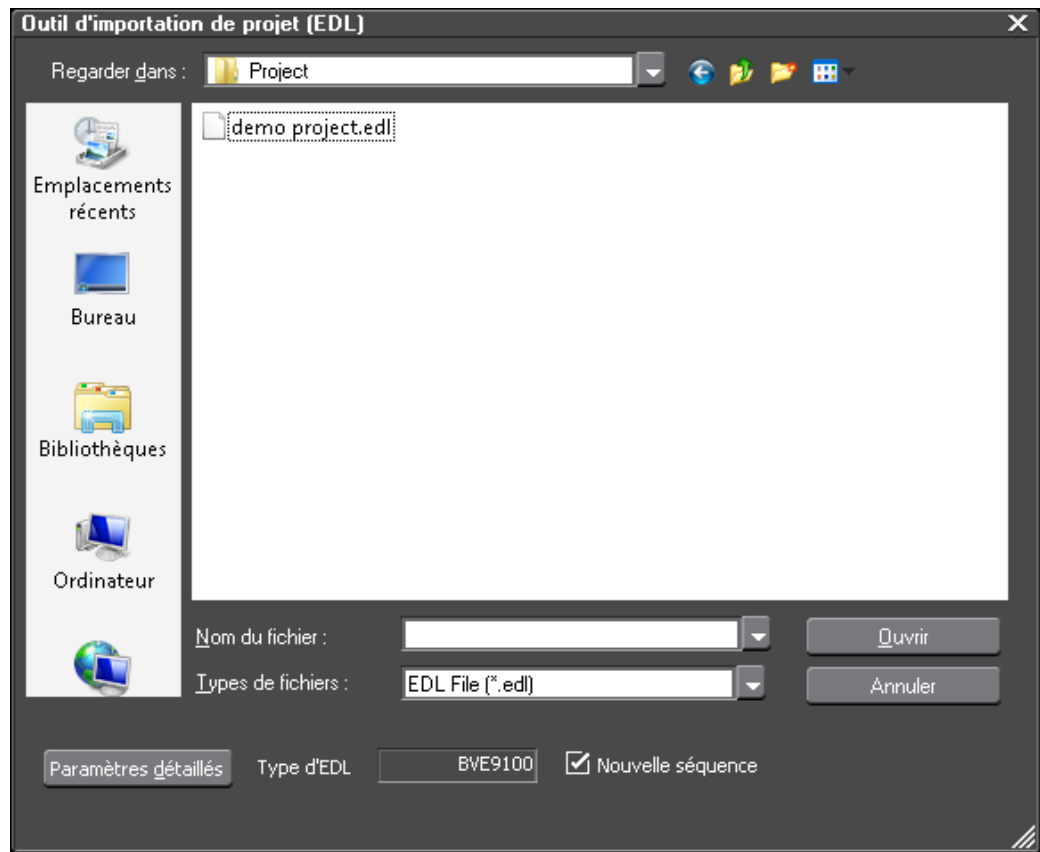 Outil d'importation de projet (EDL)
Regarder dans :
Project
demo project.edl
Emplacements
récents
Bureau
Bibliothèques
Ordinateur
Nom du fichier :
Ouvrir
Types de fichiers :
EDL File (*.edl)
Annuler
Paramètres détaillés
Type d'EDL
BVE9100
Nouvelle séquence